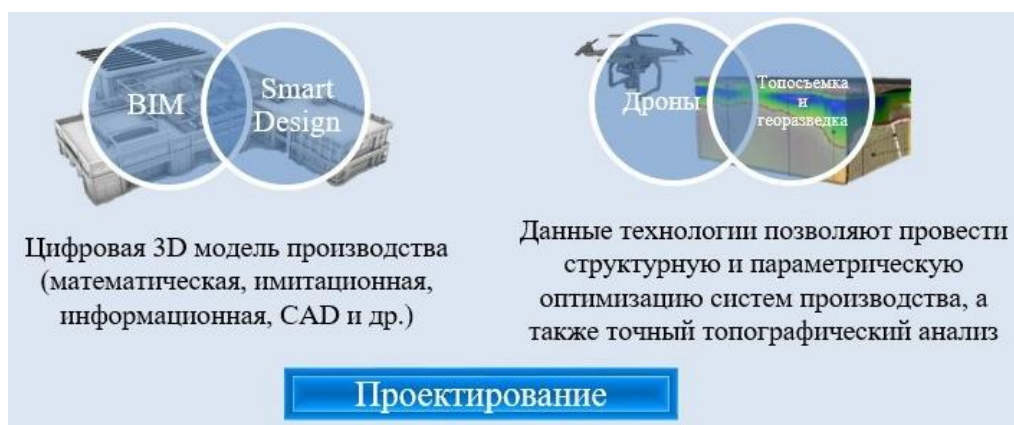 BIM
Smart
Design
Дроны
Топосъемка
и
георазведка
Цифровая 3D модель производства
(математическая, имитационная,
информационная, CAD и др.)
Данные технологии позволяют провести
структурную и параметрическую
оптимизацию систем производства, а
также точный топографический анализ
Проектирование